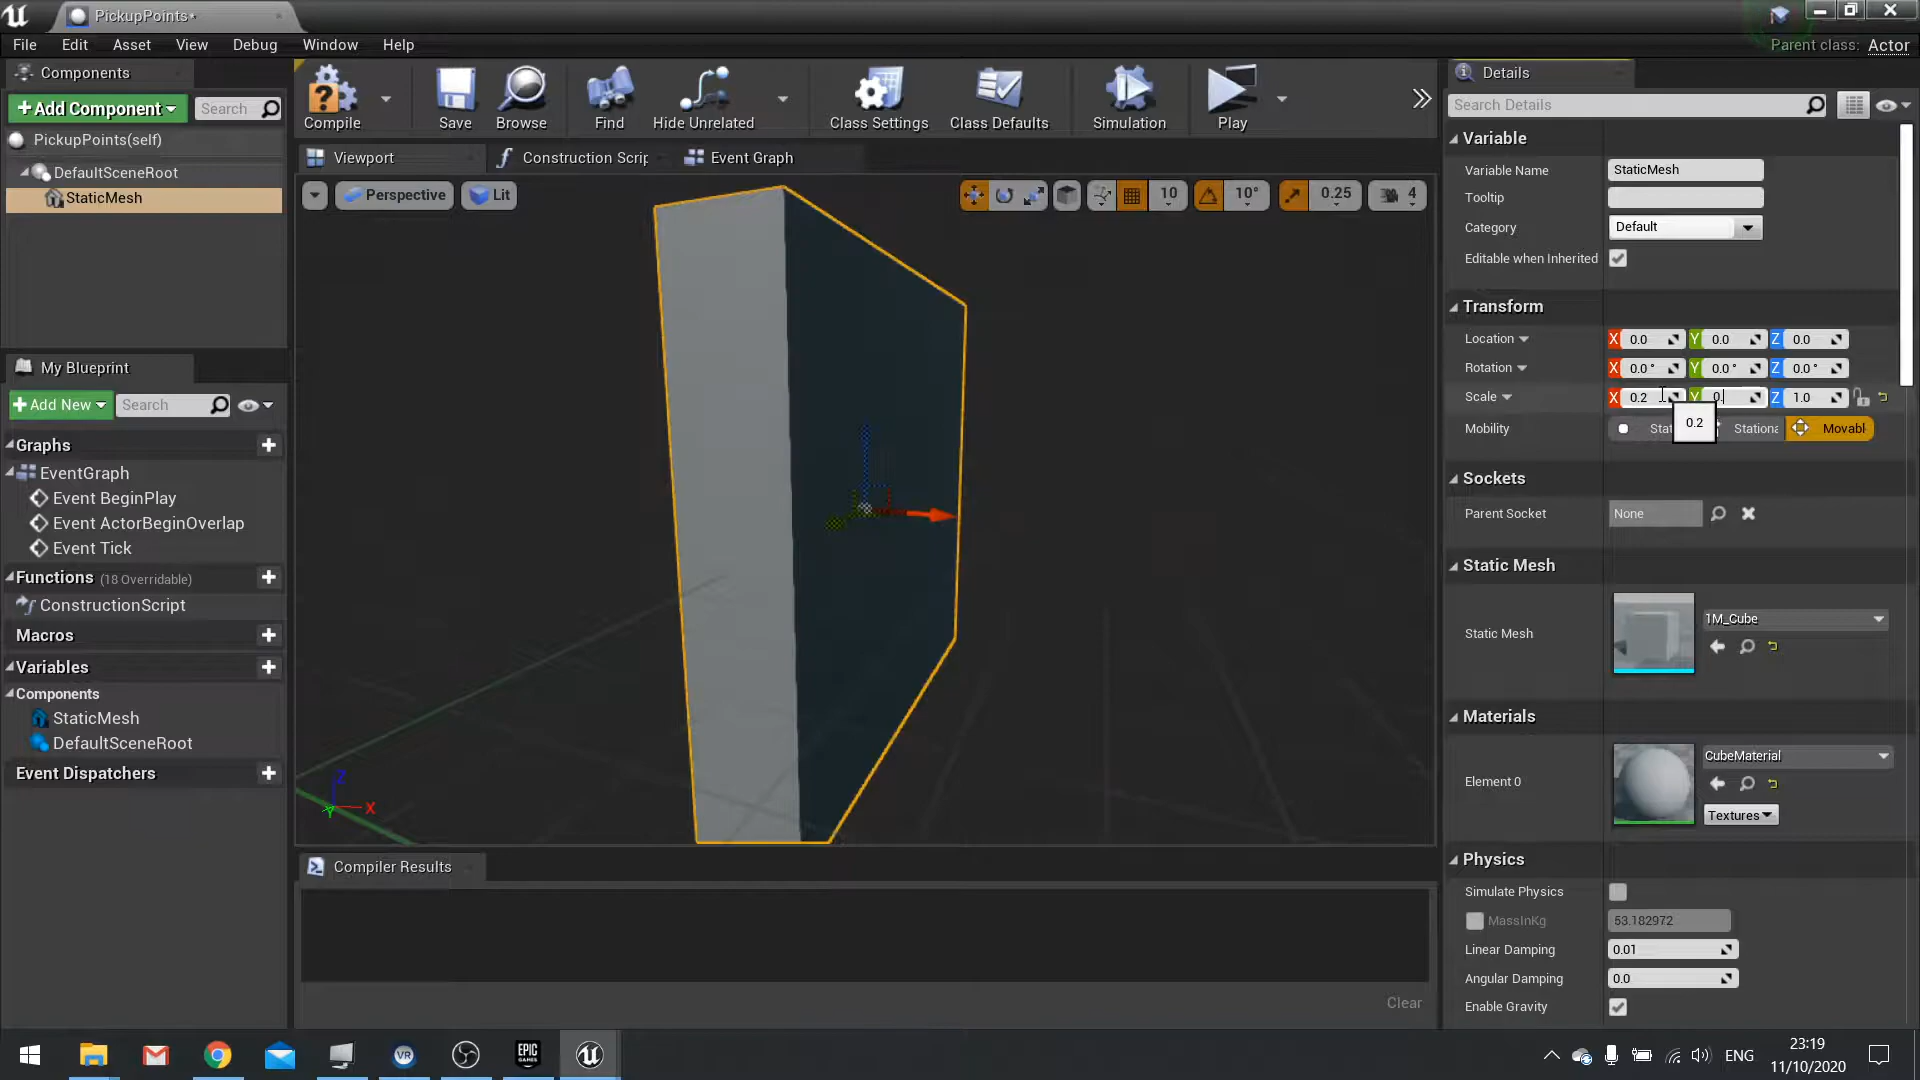 PickupPoints*
File Edit Asset View Debug Window Help
Parent class: Actor
Components
+Add Component
Search
PickupPoints(self)
DefaultSceneRoot
StaticMesh
Compile
Save
Browse
Find
Hide Unrelated
Class Settings
Class Defaults
Simulation
Play
Viewport
Construction Scrip
Event Graph
Perspective
Lit
10
10°
0.25
4
Z
X
Y
My Blueprint
+Add New
Search
Graphs
EventGraph
Event BeginPlay
Event ActorBeginOverlap
Event Tick
Functions (18 Overridable)
ConstructionScript
Macros
Variables
Components
StaticMesh
DefaultSceneRoot
Event Dispatchers
Compiler Results
Clear
Details
Search Details
Variable
Variable Name StaticMesh
Tooltip
Category Default
Editable when Inherited
Transform
Location X 0.0 Y 0.0 Z 0.0
Rotation X 0.0° Y 0.0° Z 0.0°
Scale X 0.2 Y 0. Z 1.0
0.2
Mobility Stat Stationa Movabl
Sockets
Parent Socket None
Static Mesh
Static Mesh 1M_Cube
Materials
Element 0 CubeMaterial
Textures
Physics
Simulate Physics
MassInKg 53.182972
Linear Damping 0.01
Angular Damping 0.0
Enable Gravity
VR
EPIC GAMES
ENG
23:19
11/10/2020